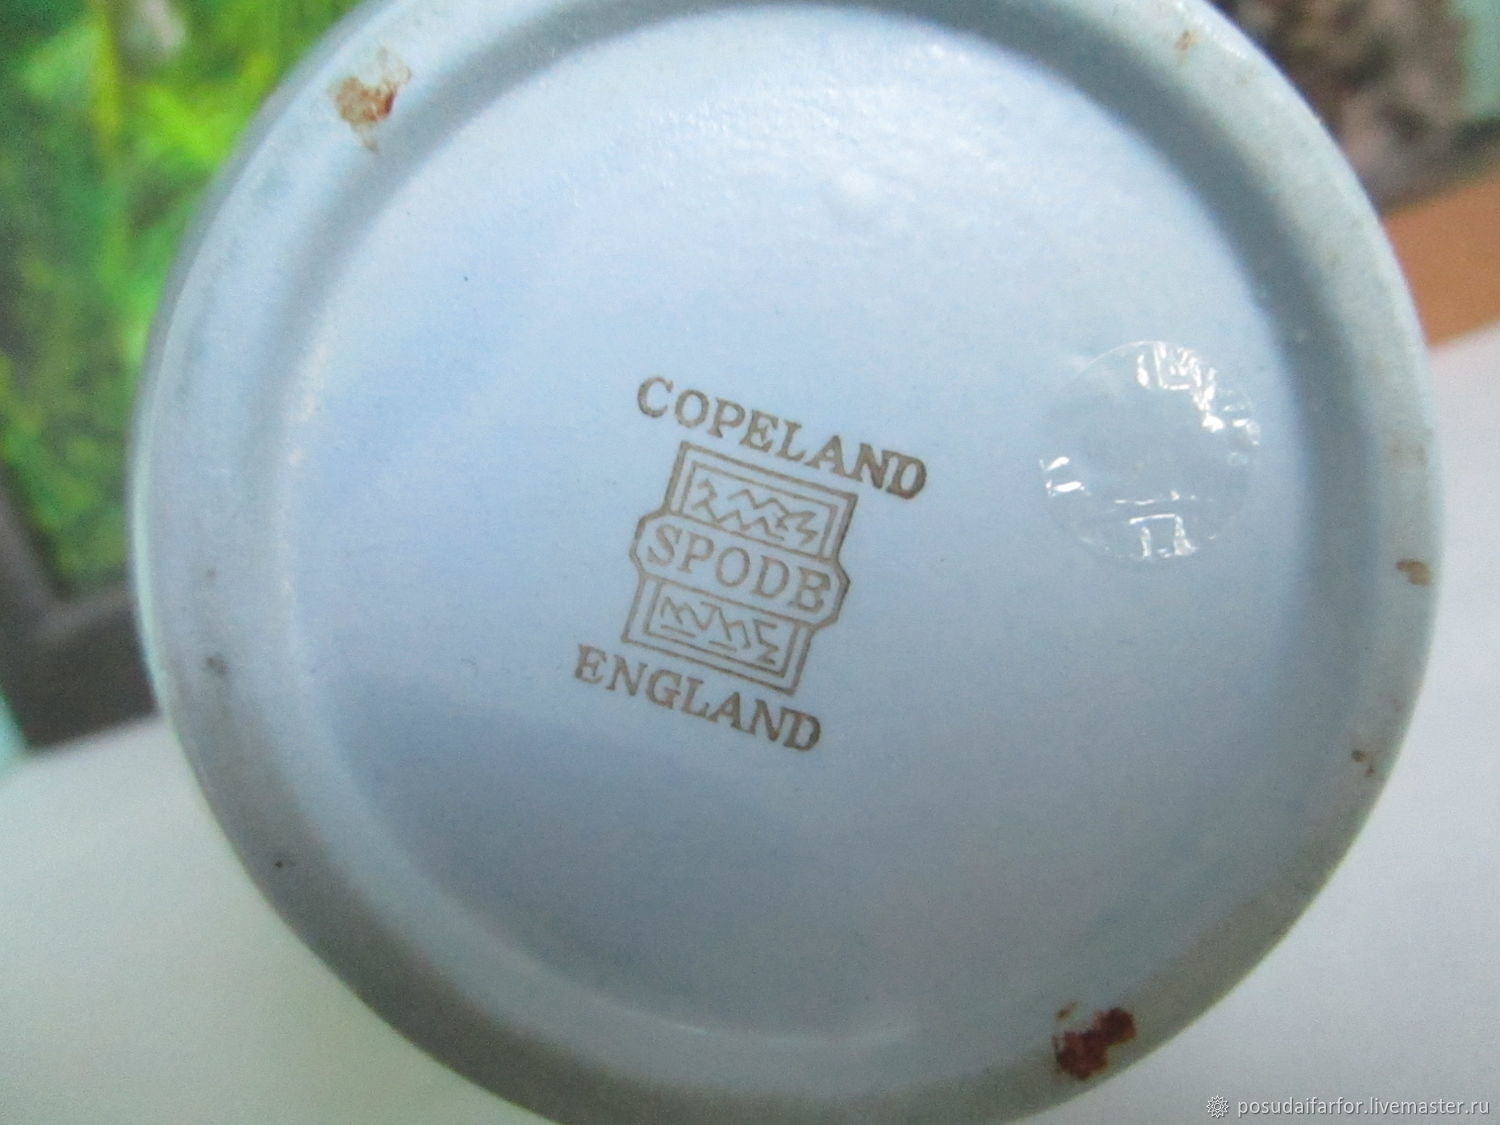 COPELAND
SPODE
ENGLAND
posudaifarfor.livemaster.ru